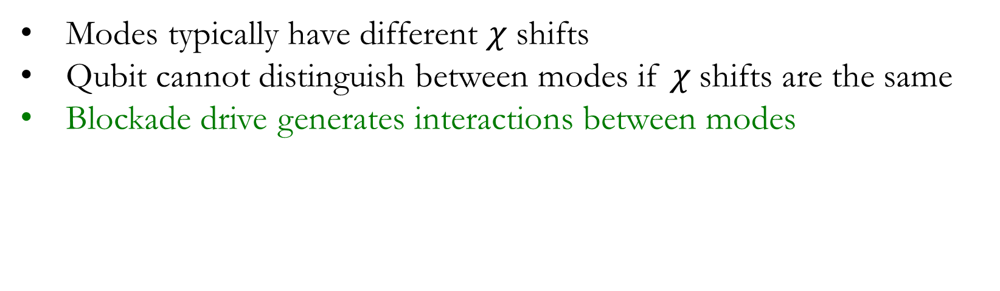 • Modes typically have different χ shifts
• Qubit cannot distinguish between modes if χ shifts are the same
• Blockade drive generates interactions between modes